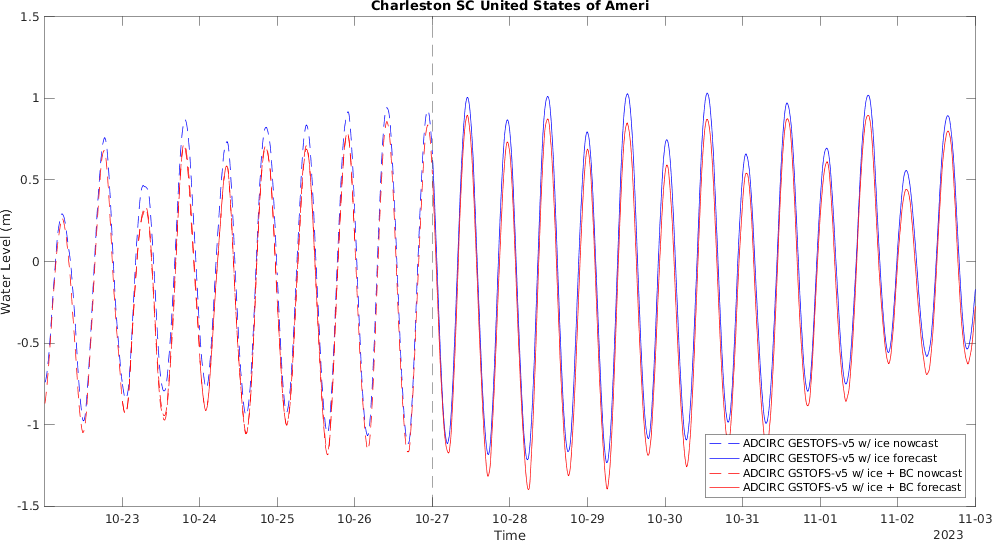 Charleston SC United States of Ameri
1.5
1
0.5
0
-0.5
-1
-1.5
Water Level (m)
ADCIRC GESTOFS-v5 w/ ice nowcast
ADCIRC GESTOFS-v5 w/ ice forecast
ADCIRC GSTOFS-v5 w/ ice + BC nowcast
ADCIRC GSTOFS-v5 w/ ice + BC forecast
10-23 10-24 10-25 10-26 10-27 10-28 10-29 10-30 10-31 11-01 11-02 11-03
Time
2023